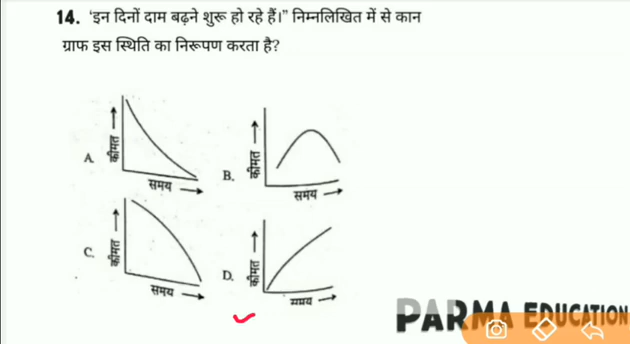 14. ‘इन दिनों दाम बढ़ने शुरू हो रहे हैं।” निम्नलिखित में से कान
ग्राफ इस स्थिति का निरूपण करता है?
A. कीमत समय
B. कीमत समय
C. कीमत समय
D. कीमत समय
PARMA EDUCATION